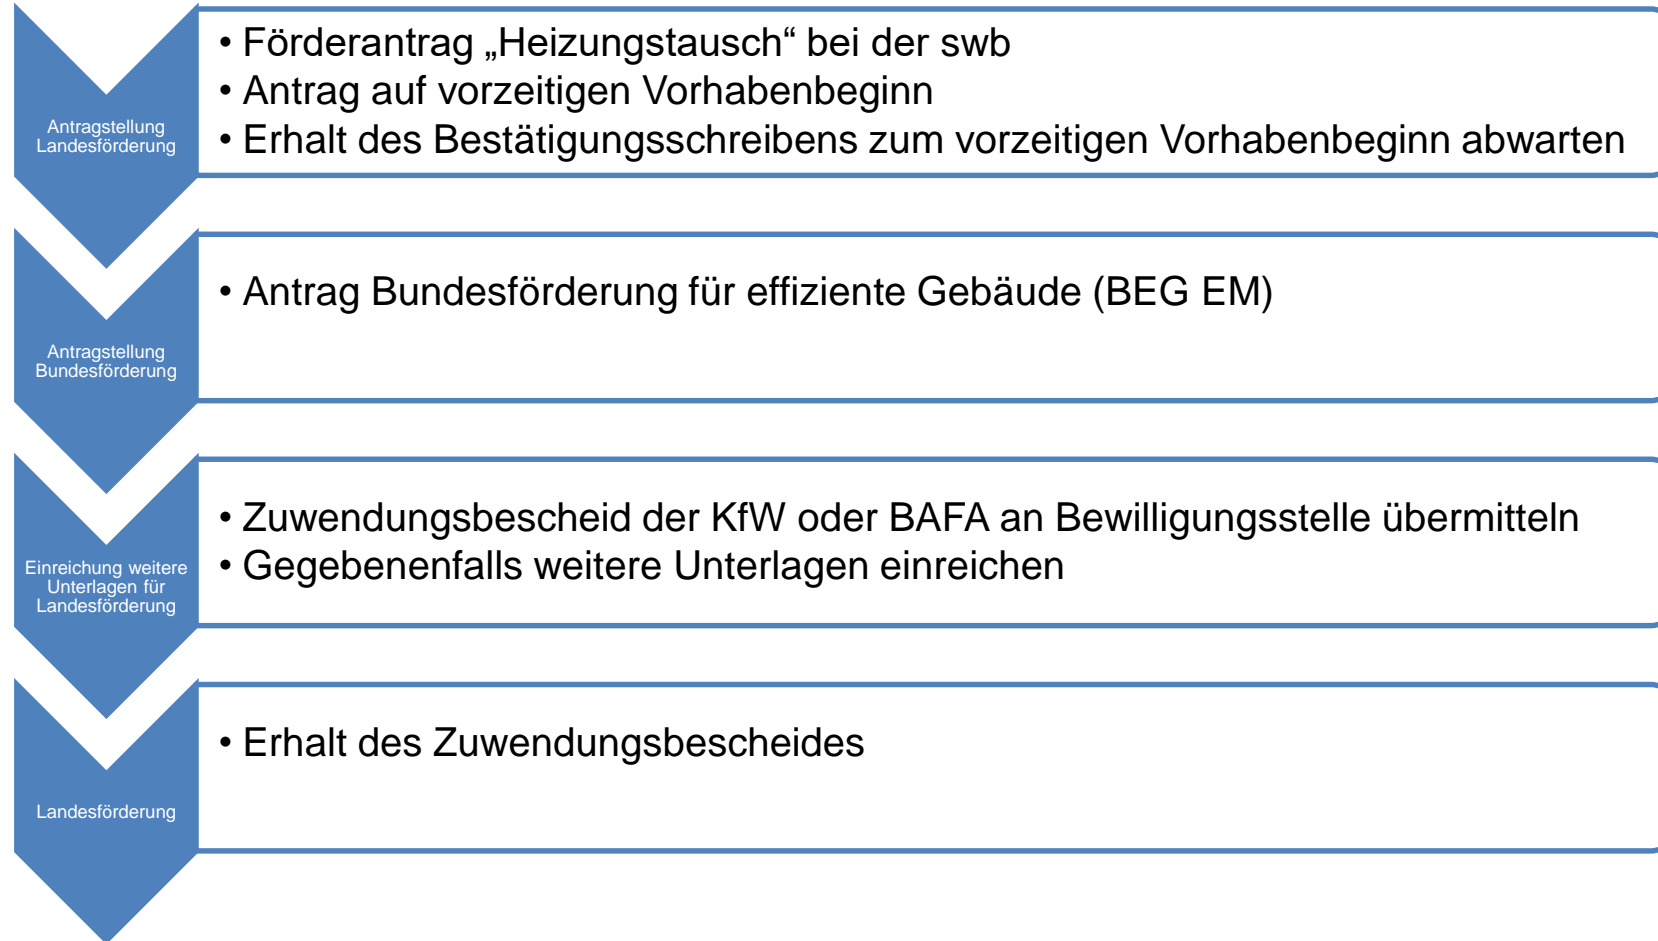 Antragstellung
Landesförderung
• Förderantrag „Heizungstausch“ bei der swb
• Antrag auf vorzeitigen Vorhabenbeginn
• Erhalt des Bestätigungsschreibens zum vorzeitigen Vorhabenbeginn abwarten
Antragstellung
Bundesförderung
• Antrag Bundesförderung für effiziente Gebäude (BEG EM)
Einreichung weitere
Unterlagen für
Landesförderung
• Zuwendungsbescheid der KfW oder BAFA an Bewilligungsstelle übermitteln
• Gegebenenfalls weitere Unterlagen einreichen
Landesförderung
• Erhalt des Zuwendungsbescheides